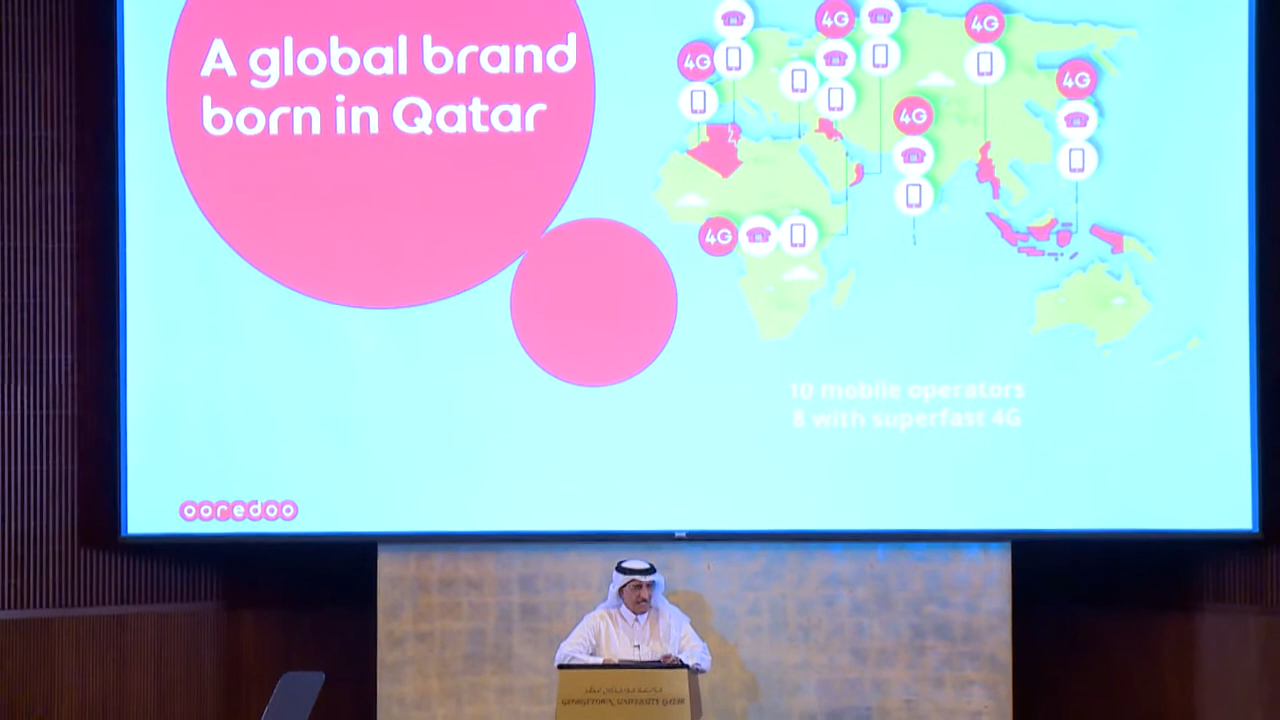 A global brand
born in Qatar
4G
4G
4G
4G
4G
4G
10 mobile operators
8 with superfast 4G
ooredoo
GEORGETOWN UNIVERSITY QATAR